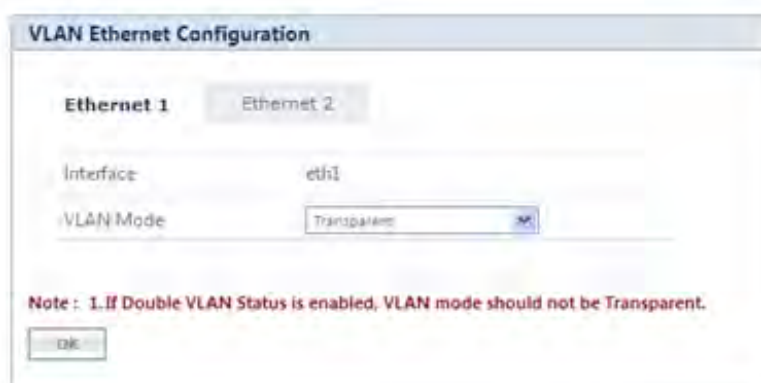 VLAN Ethernet Configuration
Ethernet 1 Ethernet 2
Interface eth1
VLAN Mode Transparent
Note : 1.If Double VLAN Status is enabled, VLAN mode should not be Transparent.
OK